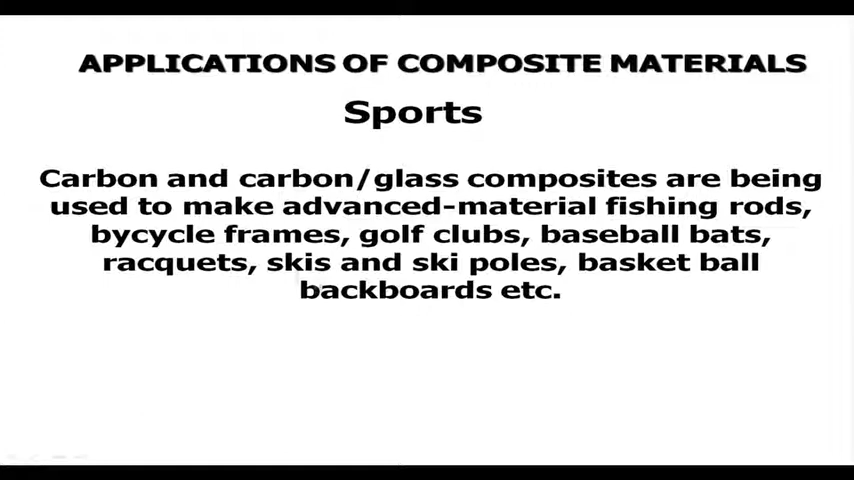 APPLICATIONS OF COMPOSITE MATERIALS
Sports
Carbon and carbon/glass composites are being
used to make advanced-material fishing rods,
bycycle frames, golf clubs, baseball bats,
racquets, skis and ski poles, basket ball
backboards etc.